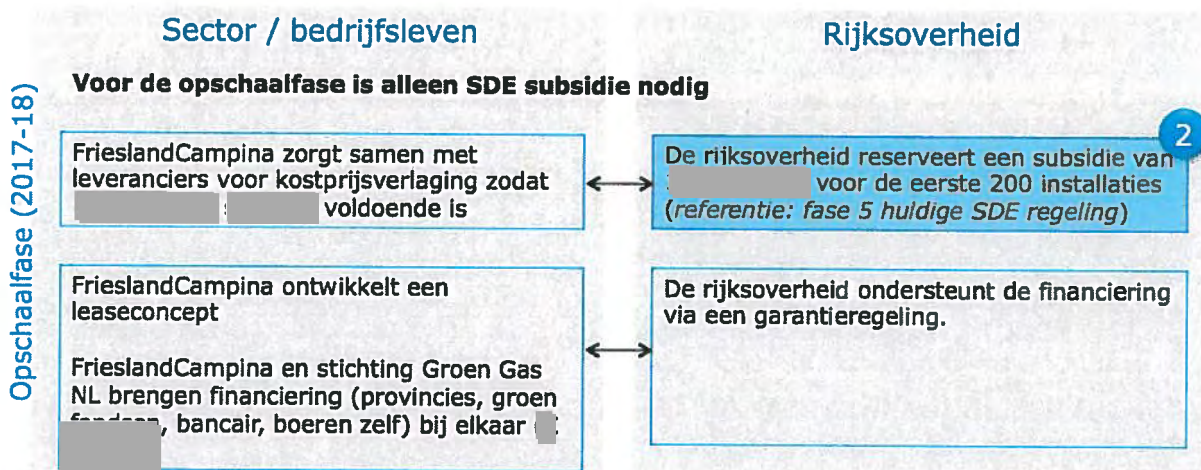 Sector / bedrijfsleven
Rijksoverheid
Opschaalfase (2017-18)
Voor de opschaalfase is alleen SDE subsidie nodig
FrieslandCampina zorgt samen met
leveranciers voor kostprijsverlaging zodat
voldoende is
2
De rijksoverheid reserveert een subsidie van
voor de eerste 200 installaties
(referentie: fase 5 huidige SDE regeling)
FrieslandCampina ontwikkelt een
leaseconcept
FrieslandCampina en stichting Groen Gas
NL brengen financiering (provincies, groen
, bancair, boeren zelf) bij elkaar
De rijksoverheid ondersteunt de financiering
via een garantieregeling.